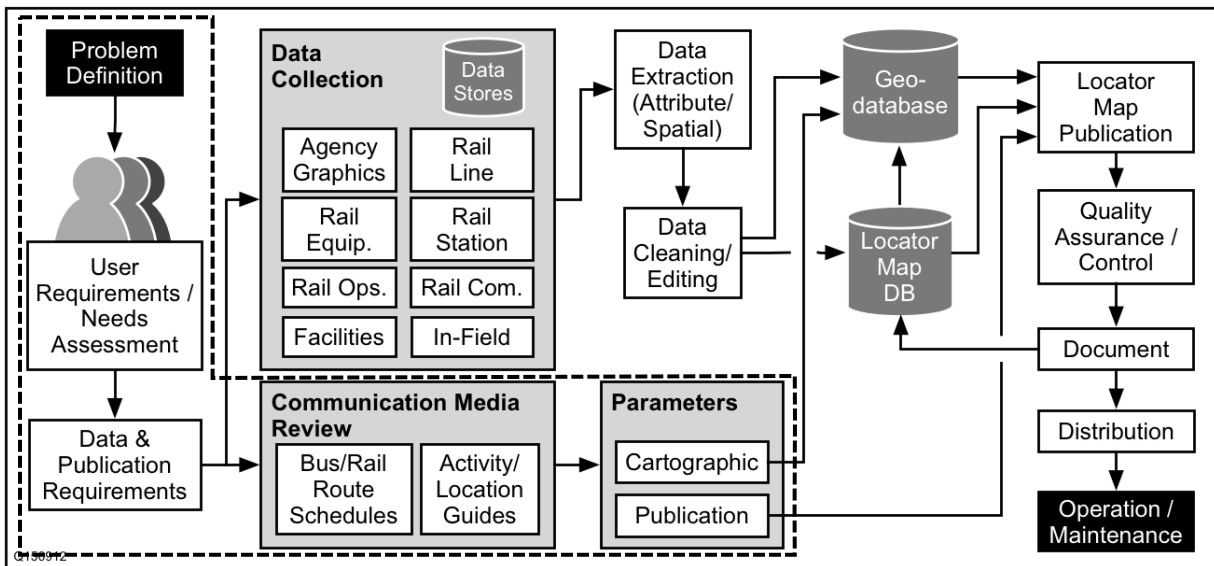 Problem
Definition
User
Requirements /
Needs
Assessment
Data &
Publication
Requirements
Data
Collection
Data
Stores
Agency
Graphics
Rail
Line
Rail
Equip.
Rail
Station
Rail Ops.
Rail Com.
Facilities
In-Field
Communication Media
Review
Bus/Rail
Route
Schedules
Activity/
Location
Guides
Parameters
Cartographic
Publication
Data
Extraction
(Attribute/
Spatial)
Data
Cleaning/
Editing
Geo-
database
Locator
Map
DB
Locator
Map
Publication
Quality
Assurance /
Control
Document
Distribution
Operation /
Maintenance
Q150912